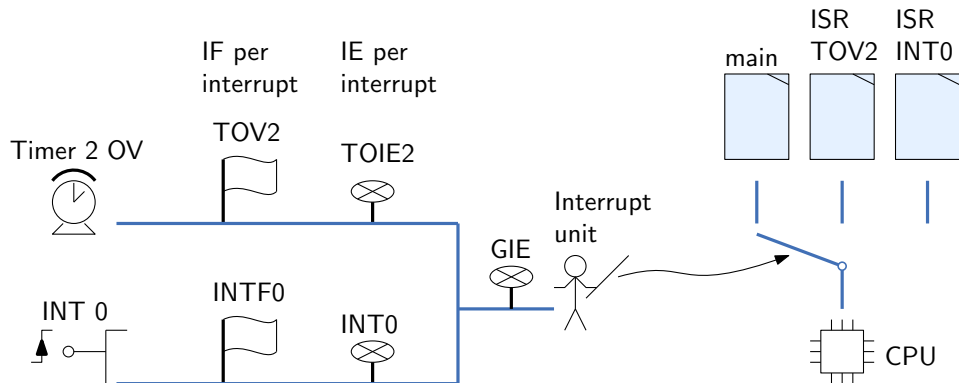 IF per
interrupt
IE per
interrupt
main
ISR
TOV2
ISR
INT0
Timer 2 OV
TOV2
TOIE2
Interrupt
unit
GIE
INT 0
INTF0
INT0
CPU